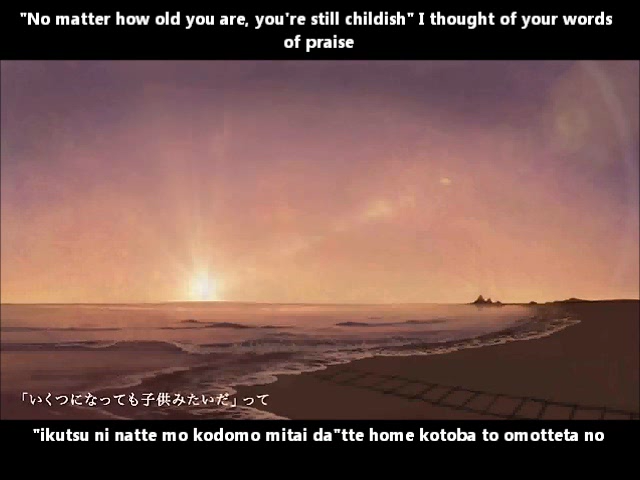 "No matter how old you are, you're still childish" I thought of your words
of praise
「いくつになっても子供みたいだ」って
"ikutsu ni natte mo kodomo mitai da"tte home kotoba to omotteta no